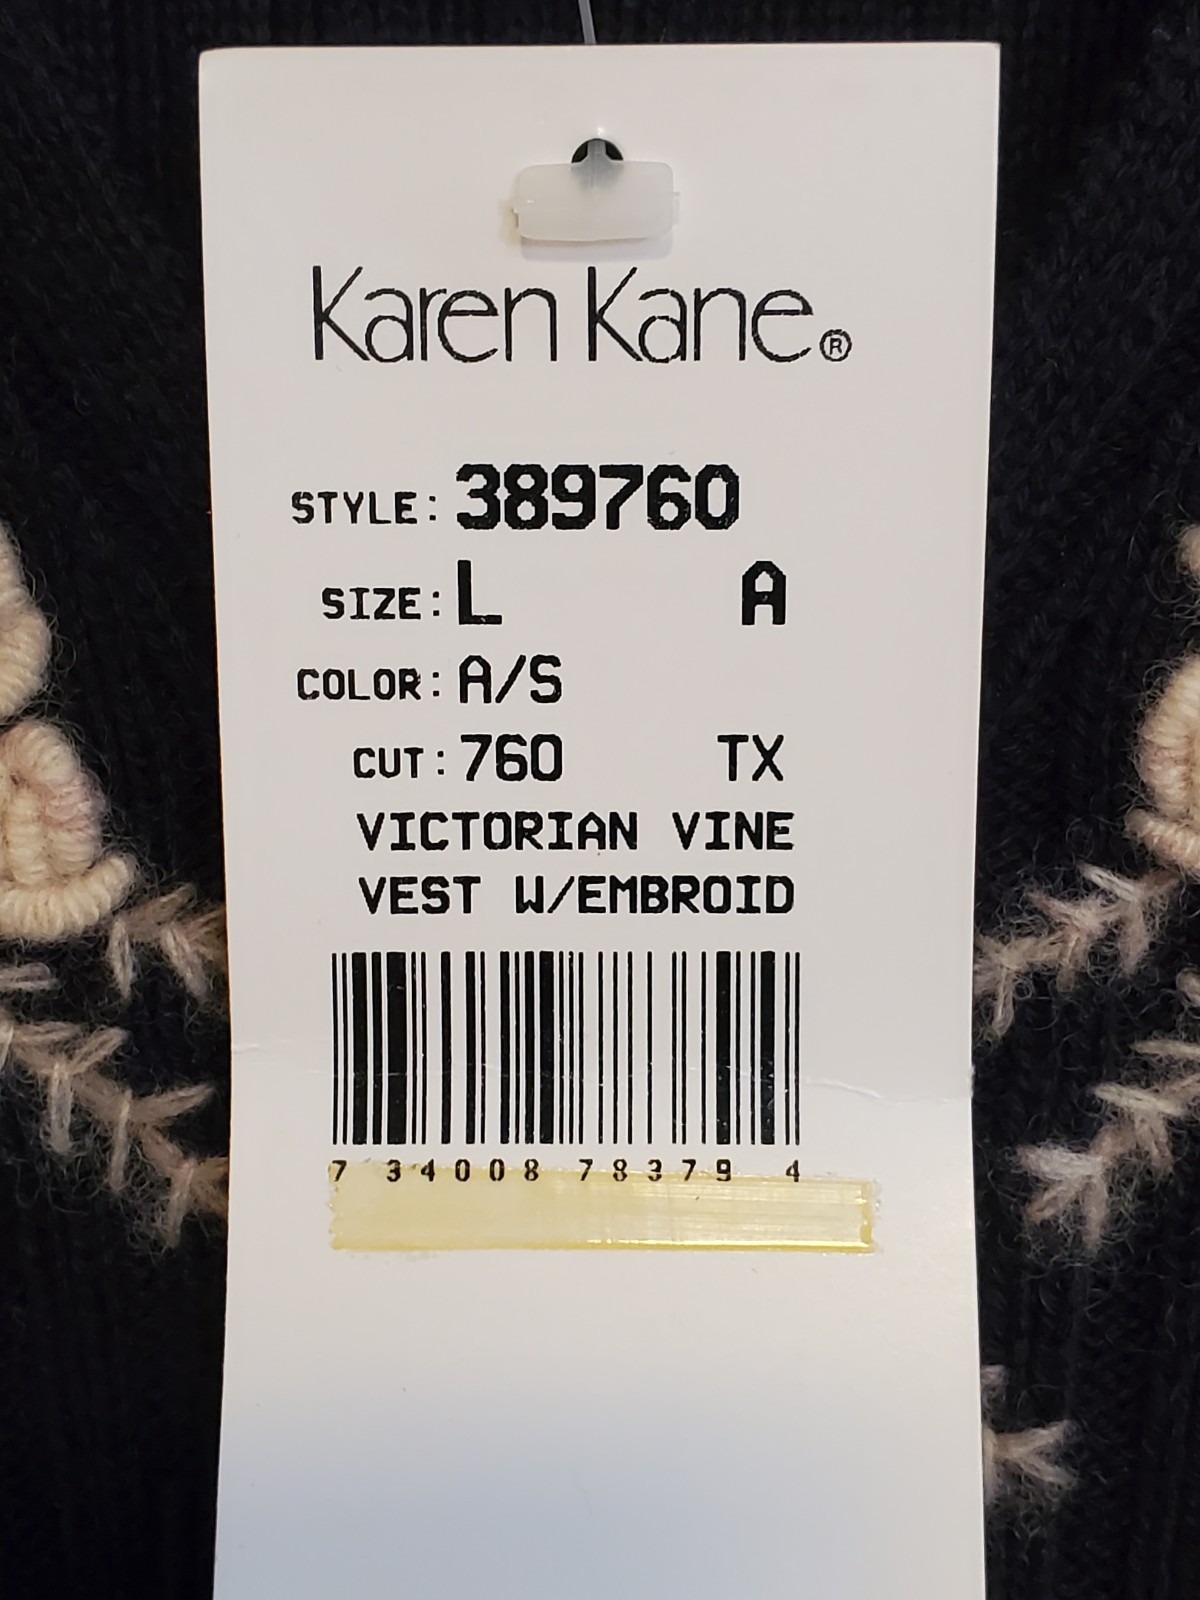 Karen Kane®
STYLE: 389760
SIZE: L A
COLOR: A/S
CUT: 760 TX
VICTORIAN VINE
VEST W/EMBROID
7 34008 78379 4